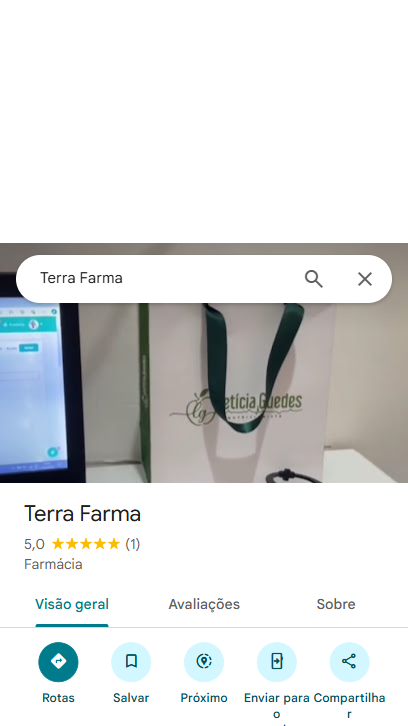 Terra Farma
Letícia Guedes
NUTRICIONISTA
Terra Farma
5,0 (1)
Farmácia
Visão geral Avaliações Sobre
Rotas Salvar Próximo Enviar para o Compartilhar